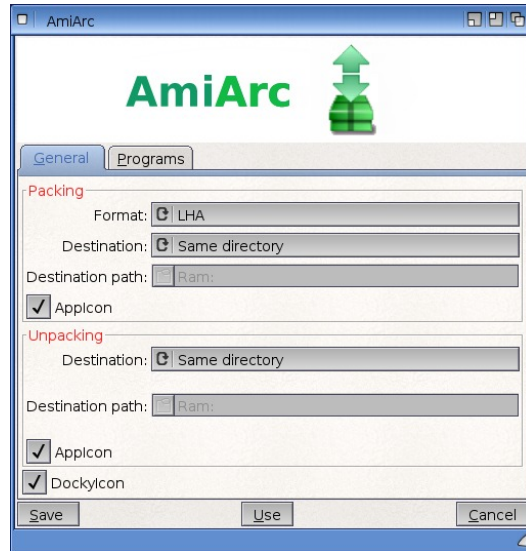 AmiArc
AmiArc
General Programs
Packing
Format: LHA
Destination: Same directory
Destination path: Ram:
AppIcon
Unpacking
Destination: Same directory
Destination path: Ram:
AppIcon
DockyIcon
Save Use Cancel